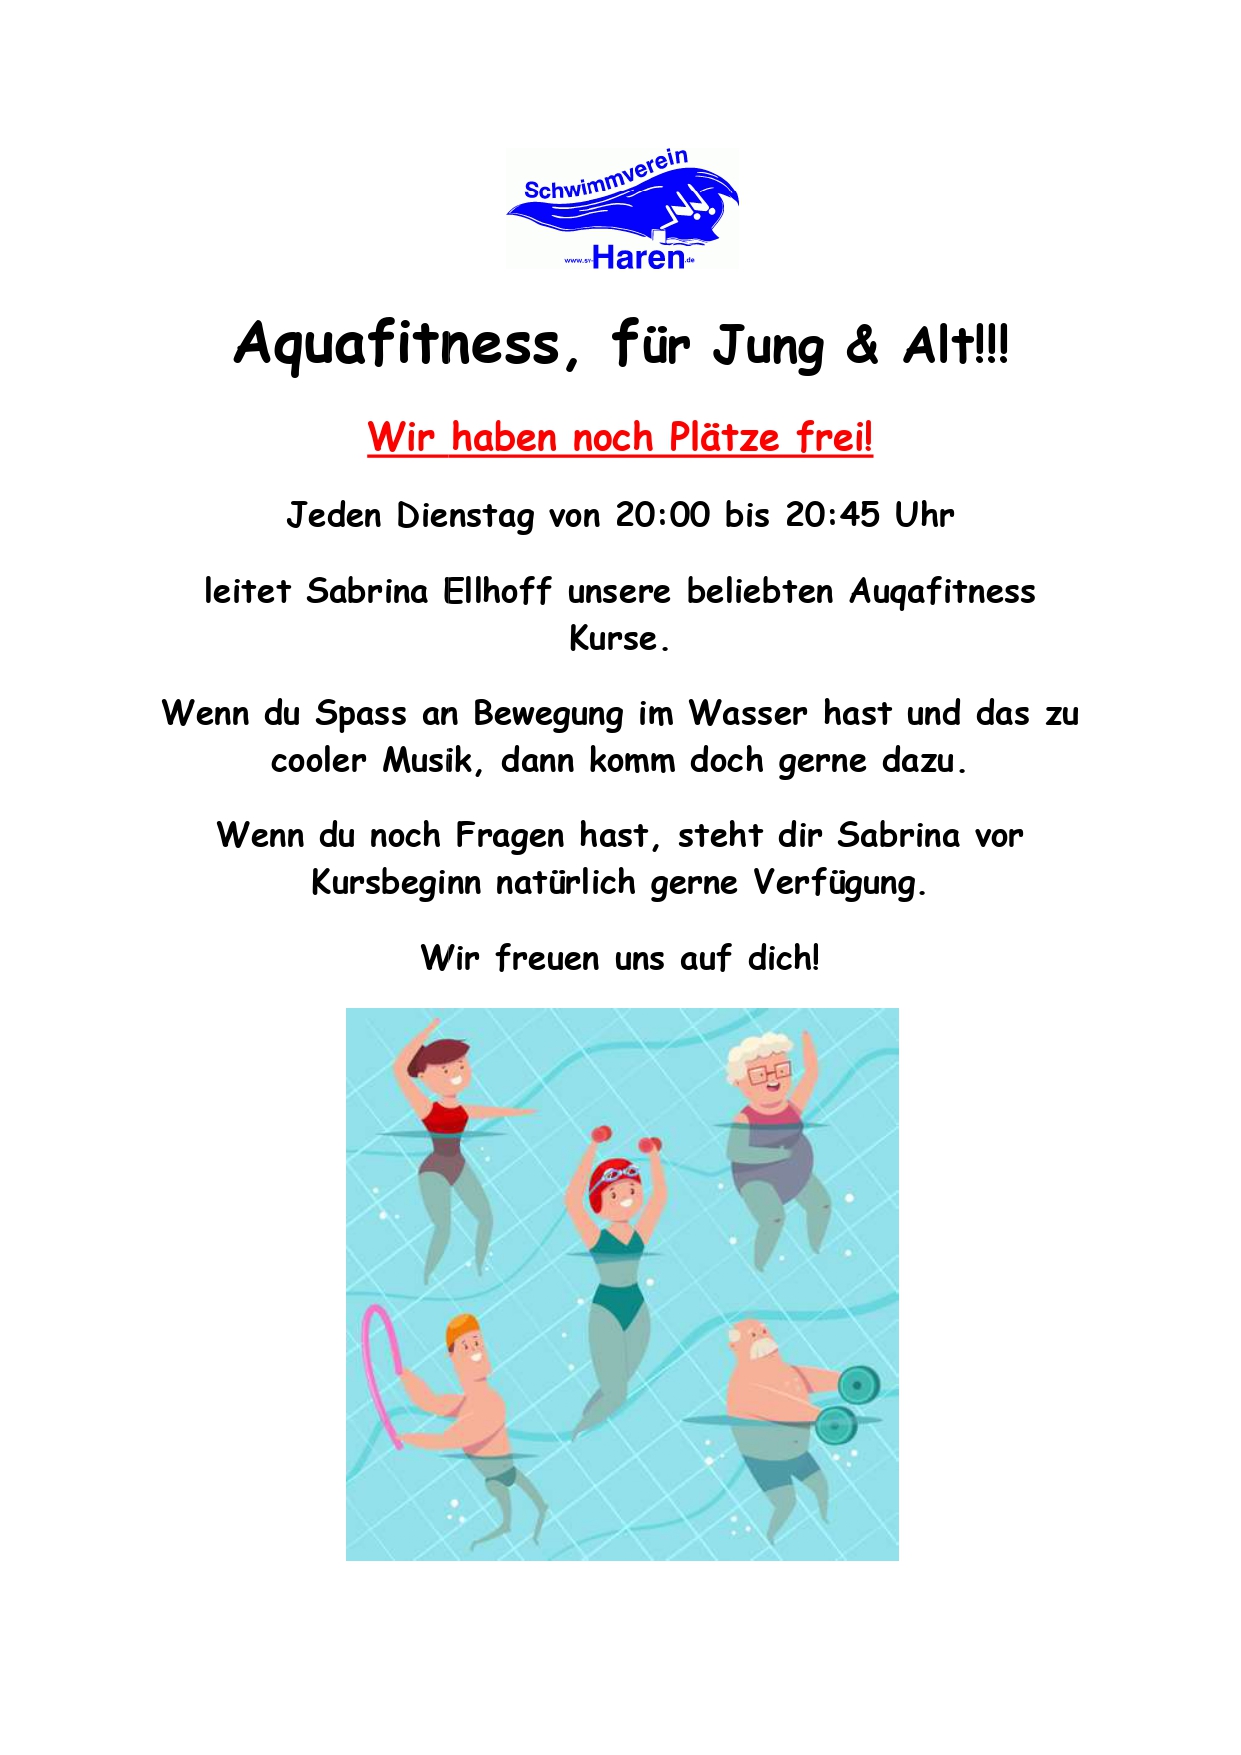 Schwimmverein
www.sv-Haren.de
Aquafitness, für Jung & Alt!!!
Wir haben noch Plätze frei!
Jeden Dienstag von 20:00 bis 20:45 Uhr
leitet Sabrina Ellhoff unsere beliebten Auqafitness
Kurse.
Wenn du Spass an Bewegung im Wasser hast und das zu
cooler Musik, dann komm doch gerne dazu.
Wenn du noch Fragen hast, steht dir Sabrina vor
Kursbeginn natürlich gerne Verfügung.
Wir freuen uns auf dich!